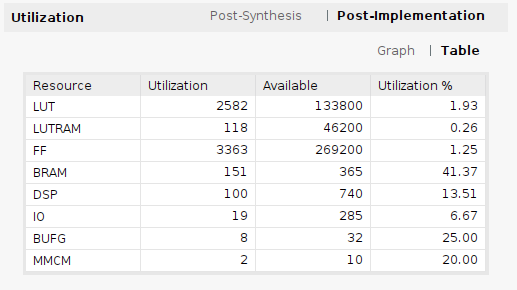 Utilization Post-Synthesis | Post-Implementation
Graph | Table
Resource Utilization Available Utilization %
LUT 2582 133800 1.93
LUTRAM 118 46200 0.26
FF 3363 269200 1.25
BRAM 151 365 41.37
DSP 100 740 13.51
IO 19 285 6.67
BUFG 8 32 25.00
MMCM 2 10 20.00